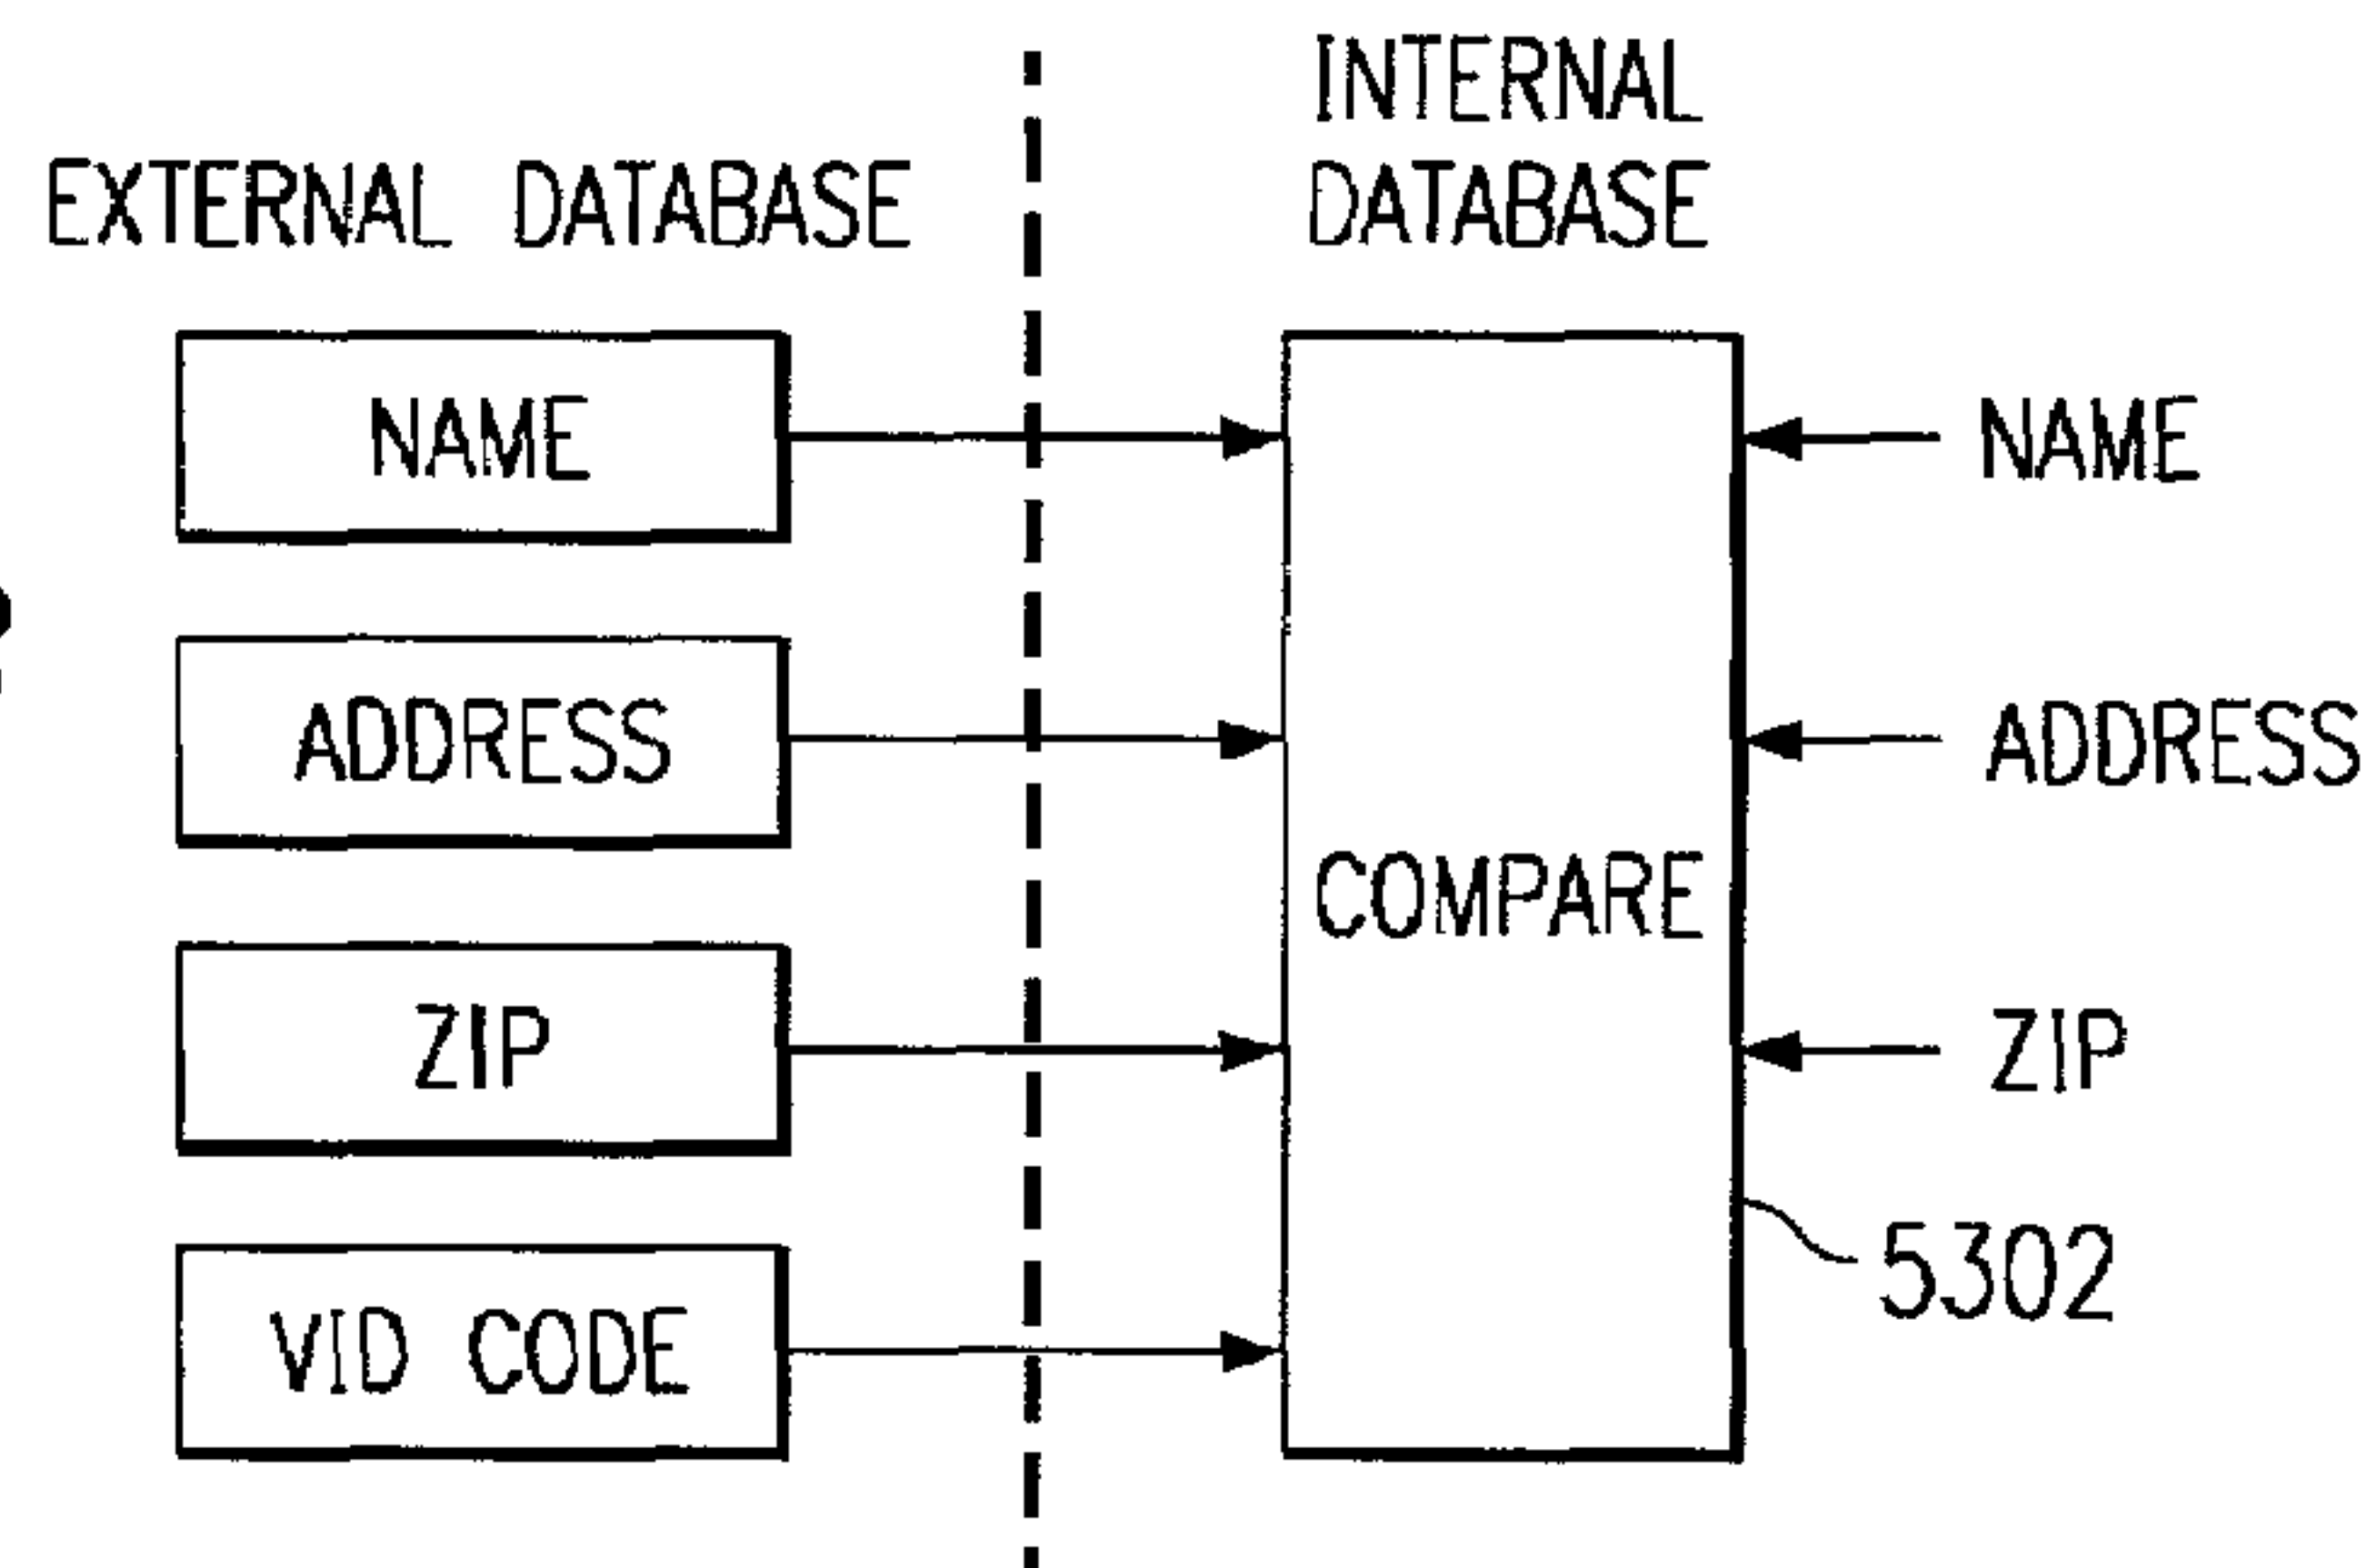 EXTERNAL DATABASE
INTERNAL
DATABASE
NAME
NAME
ADDRESS
ADDRESS
COMPARE
ZIP
ZIP
5302
VID CODE